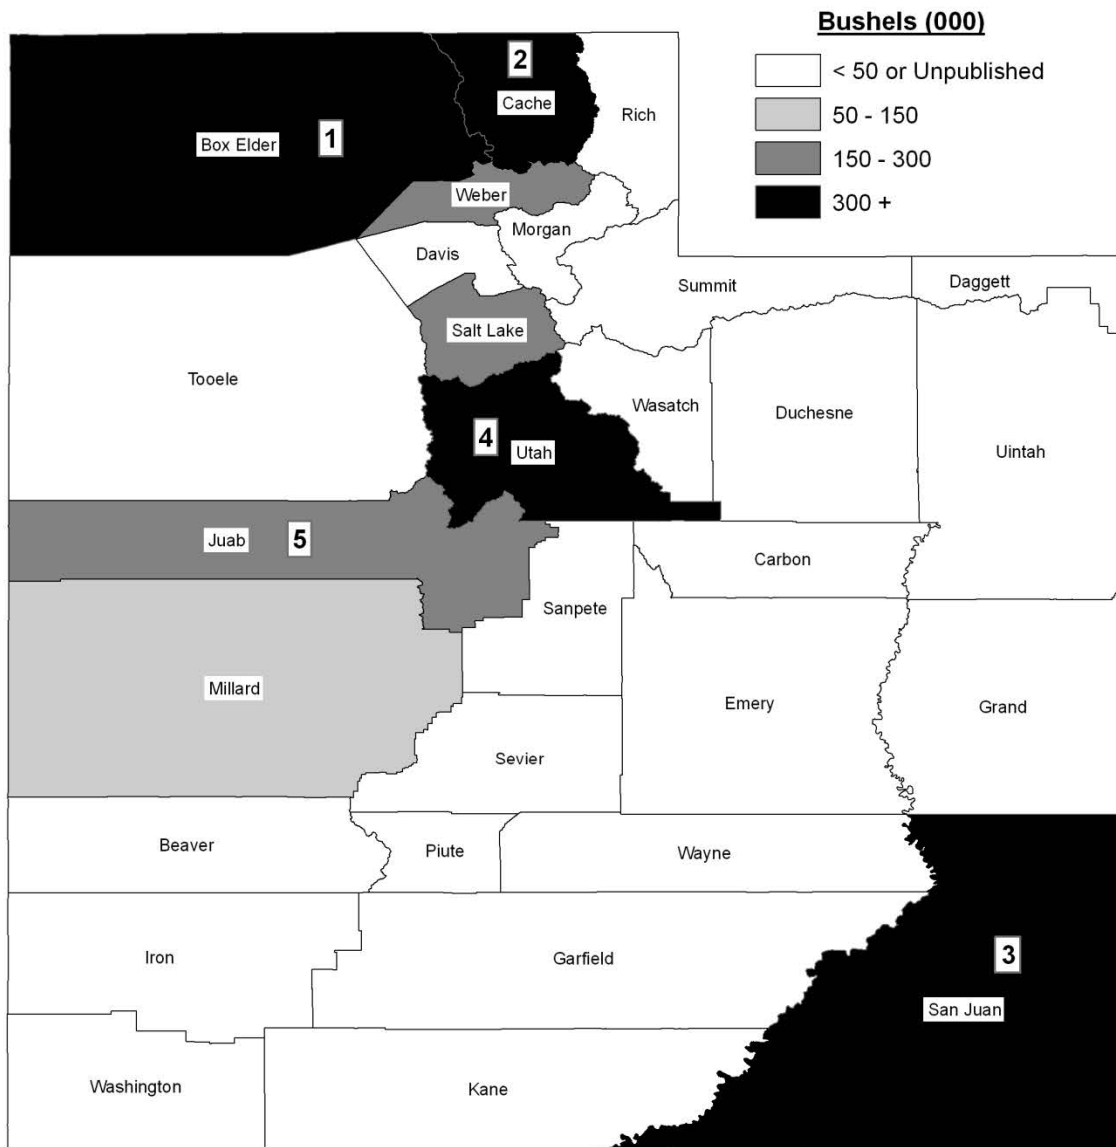 Bushels (000)
< 50 or Unpublished
50 - 150
150 - 300
300 +
2
Cache
Rich
1
Box Elder
Weber
Morgan
Davis
Summit
Daggett
Salt Lake
Tooele
Wasatch
Duchesne
4
Utah
Uintah
Juab
5
Carbon
Sanpete
Millard
Emery
Grand
Sevier
Beaver
Piute
Wayne
Iron
Garfield
3
San Juan
Washington
Kane